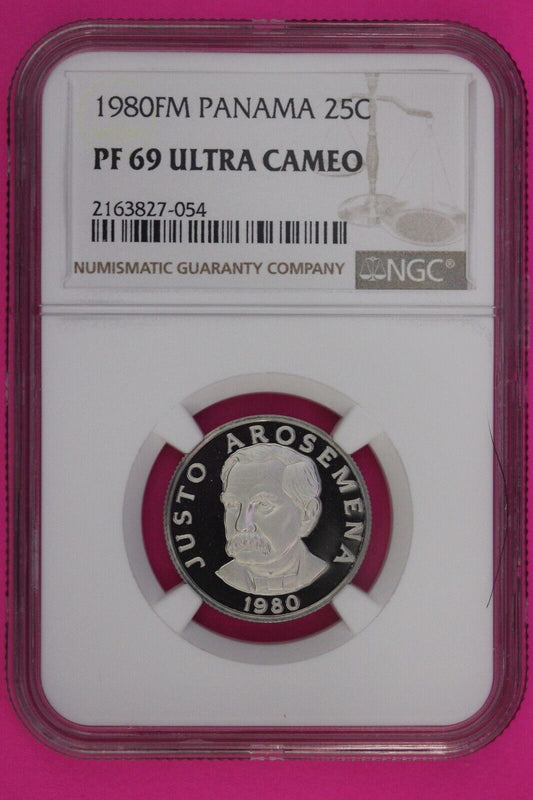 1980FM PANAMA 25C
PF 69 ULTRA CAMEO
2163827-054
NUMISMATIC GUARANTY COMPANY
NGC®
JUSTO AROSEMENA
1980